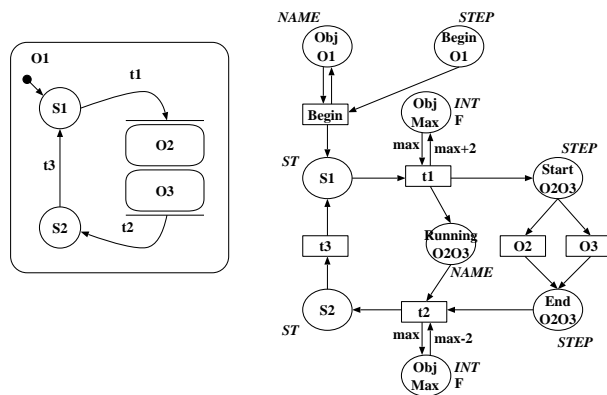 O1
t1
S1
O2
t3
O3
S2
t2
NAME
STEP
Obj
O1
Begin
O1
Begin
Obj
Max
INT
F
max
max+2
STEP
ST
S1
t1
Start
O2O3
t3
Running
O2O3
NAME
O2
O3
S2
ST
t2
End
O2O3
STEP
max
max-2
Obj
Max
INT
F